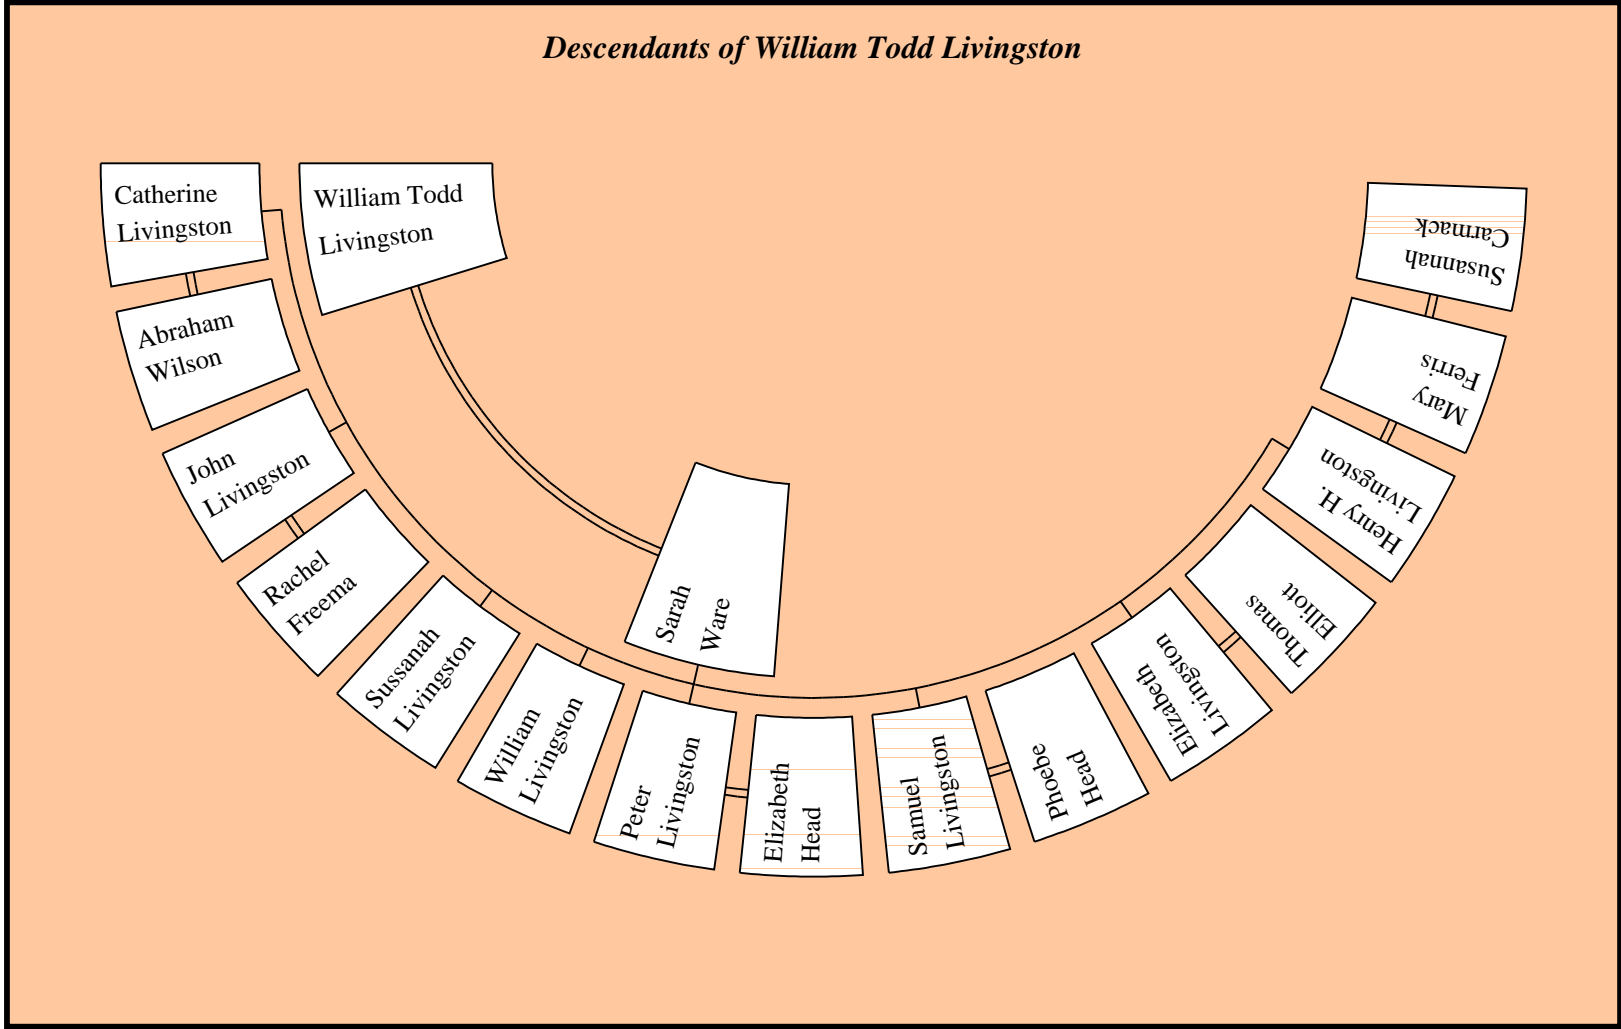 Descendants of William Todd Livingston
Catherine
Livingston
William Todd
Livingston
Abraham
Wilson
John
Livingston
Rachel
Freema
Sussanah
Livingston
William
Livingston
Sarah
Ware
Peter
Livingston
Elizabeth
Head
Samuel
Livingston
Phoebe
Head
Elizabeth
Livingston
Thomas
Elliott
Henry H.
Livingston
Mary
Ferris
Susannah
Carmack